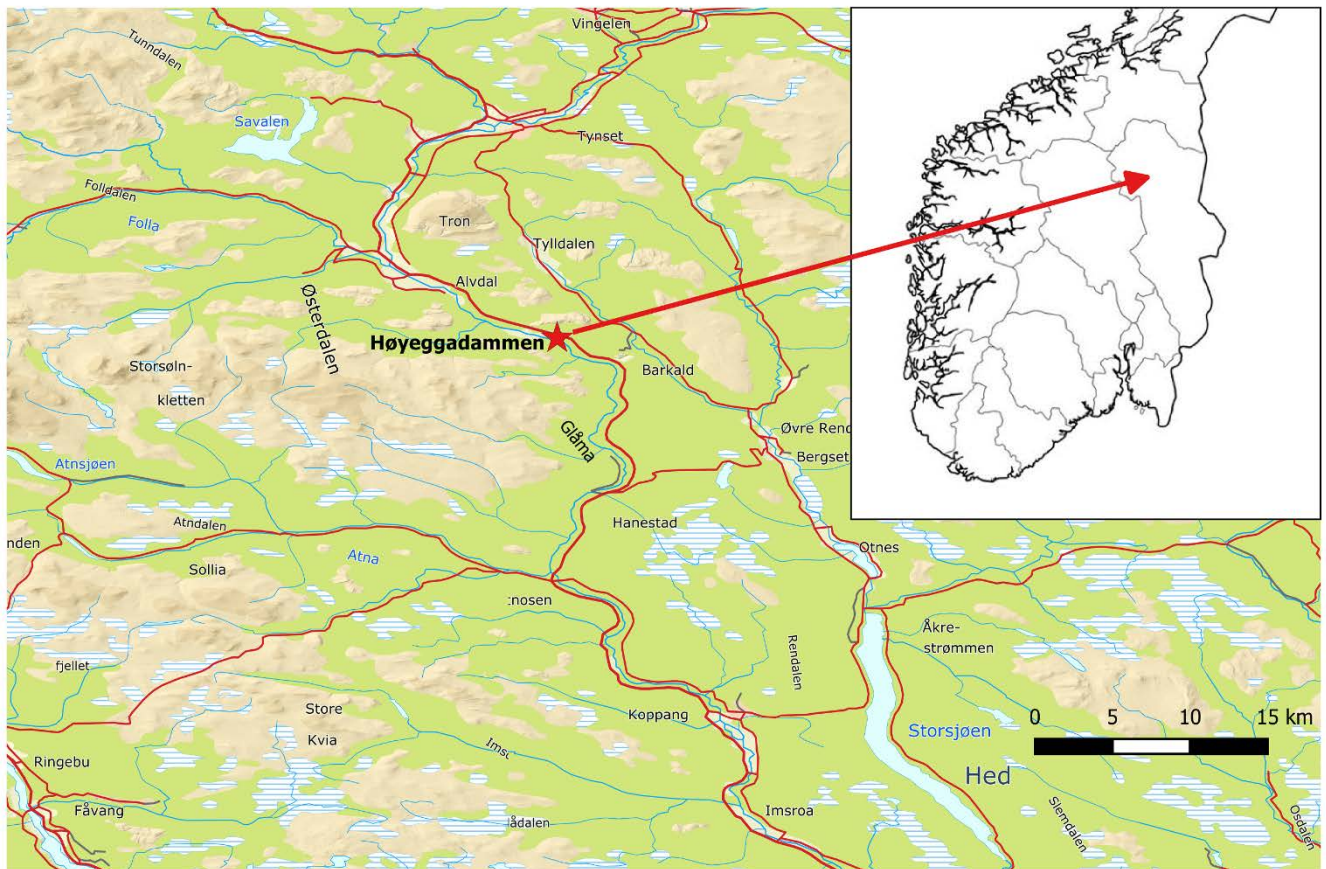 Vingelen
Tunndalen
Savalen
Tynset
Folldalen
Folla
Tron
Tylldalen
Alvdal
Østerdalen
Høyeggadammen
Storsøln-
kletten
Barkald
Glåma
Øvre Rend
Bergset
Atnsjøen
Atndalen
Hanestad
nden
Atna
Otnes
Sollia
nosen
Åkre-
strømmen
Rendalen
fjellet
Store
Kvia
Koppang
0 5 10 15 km
Storsjøen
Ringebu
Hed
Fåvang
Imsroa
Slemdalen
Osdalen
ådalen